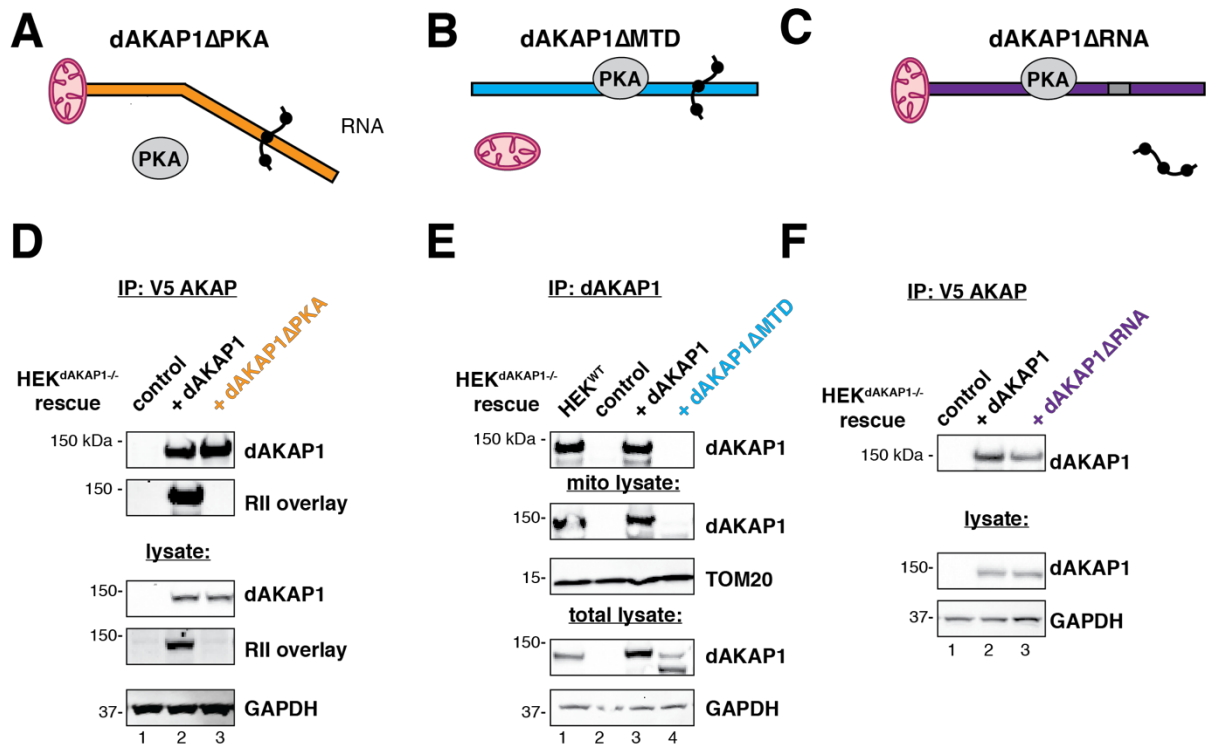 A
dAKAP1ΔPKA
PKA
RNA
B
dAKAP1ΔMTD
PKA
C
dAKAP1ΔRNA
PKA
D
IP: V5 AKAP
HEKdAKAP1-/-
rescue
control
+ dAKAP1
+ dAKAP1ΔPKA
150 kDa -
dAKAP1
150 -
RII overlay
lysate:
150-
dAKAP1
150-
RII overlay
37-
GAPDH
1 2 3
E
IP: dAKAP1
HEKdAKAP1-/-
rescue
HEKWT
control
+ dAKAP1
+ dAKAP1ΔMTD
150 kDa -
dAKAP1
mito lysate:
150-
dAKAP1
15-
TOM20
total lysate:
150-
dAKAP1
37-
GAPDH
1 2 3 4
F
IP: V5 AKAP
HEKdAKAP1-/-
rescue
control
+ dAKAP1
+ dAKAP1ΔRNA
150 kDa -
dAKAP1
lysate:
150-
dAKAP1
37-
GAPDH
1 2 3